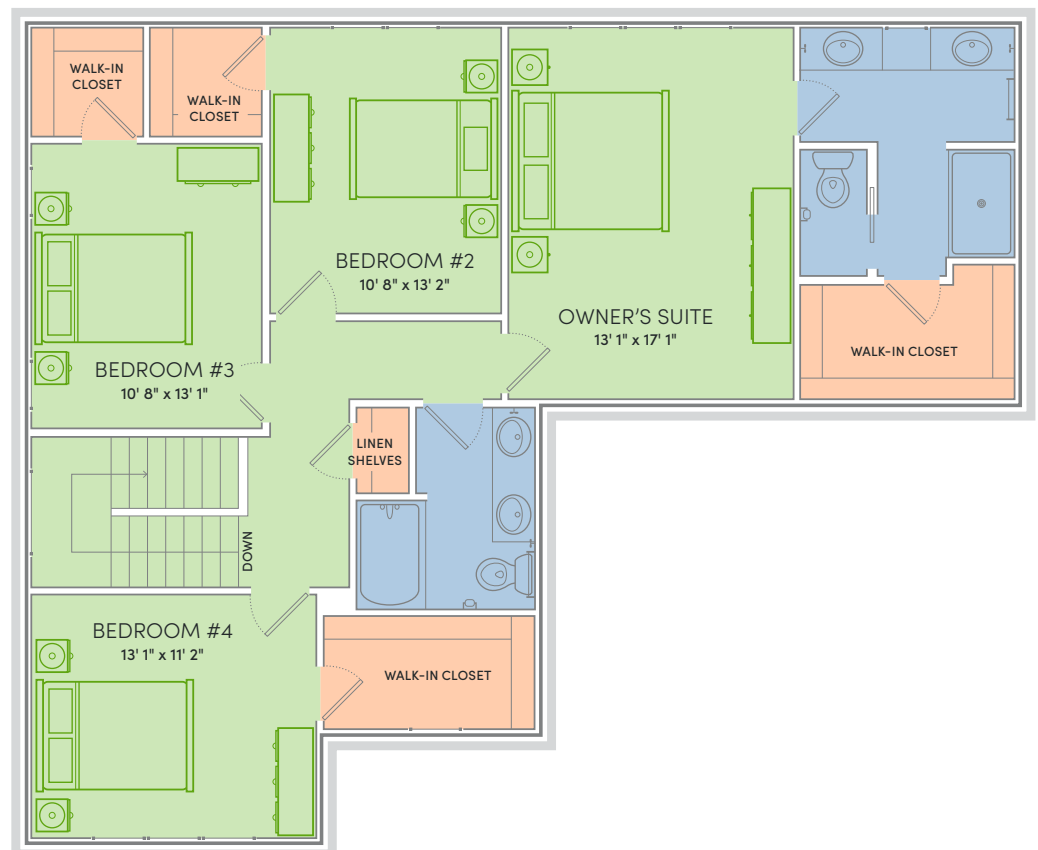 WALK-IN
CLOSET
WALK-IN
CLOSET
BEDROOM #2
10' 8" x 13' 2"
OWNER'S SUITE
13' 1" x 17' 1"
WALK-IN CLOSET
BEDROOM #3
10' 8" x 13' 1"
LINEN
SHELVES
DOWN
BEDROOM #4
13' 1" x 11' 2"
WALK-IN CLOSET